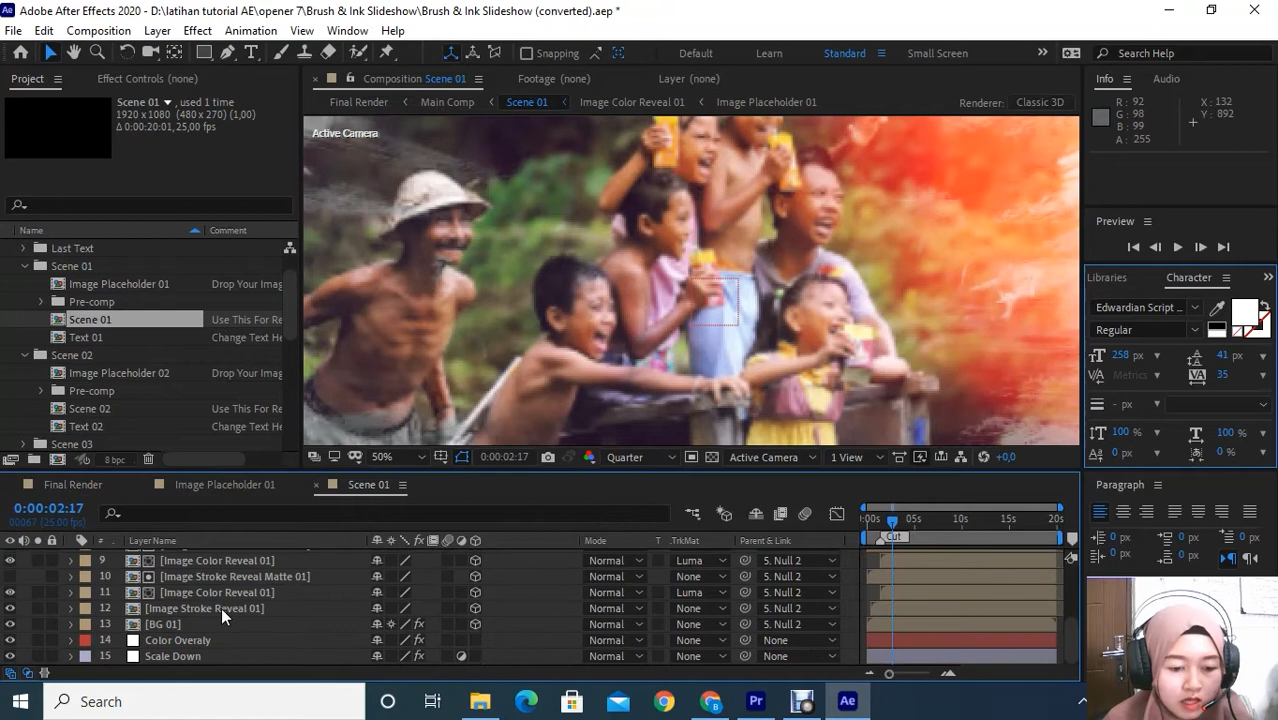 Adobe After Effects 2020 - D:\latihan tutorial AE\opener 7\Brush & Ink Slideshow\Brush & Ink Slideshow (converted).aep *
File Edit Composition Layer Effect Animation View Window Help
Snapping Default Learn Standard Small Screen Search Help
Project Effect Controls (none)
Composition Scene 01 Footage (none) Layer (none)
Info Audio
Scene 01 , used 1 time
1920 x 1080 (480 x 270) (1,00)
Δ 0:00:20:01, 25,00 fps
Final Render Main Comp Scene 01 Image Color Reveal 01 Image Placeholder 01 Renderer: Classic 3D
Active Camera
R : 92
G : 98
B : 99
A : 255
X : 132
Y : 892
Name Comment
Last Text
Scene 01
Image Placeholder 01 Drop Your Imag
Pre-comp
Scene 01 Use This For Re
Text 01 Change Text He
Scene 02
Image Placeholder 02 Drop Your Imag
Pre-comp
Scene 02 Use This For Re
Text 02 Change Text He
Scene 03
8 bpc
Preview
Libraries Character
Edwardian Script ...
Regular
258 px 41 px
Metrics 35
- px
100 % 100 %
0 px 0 %
50% 0:00:02:17 Quarter Active Camera 1 View +0,0
Final Render Image Placeholder 01 Scene 01
0:00:02:17
00067 (25.00 fps)
# Layer Name Mode T TrkMat Parent & Link
:00s 05s 10s 15s 20s
Cut
9 [Image Color Reveal 01] Normal Luma 5. Null 2
10 [Image Stroke Reveal Matte 01] Normal None 5. Null 2
11 [Image Color Reveal 01] Normal Luma 5. Null 2
12 [Image Stroke Reveal 01] Normal None 5. Null 2
13 [BG 01] Normal None 5. Null 2
14 Color Overaly Normal None None
15 Scale Down Normal None None
Paragraph
0 px 0 px
0 px 0 px
Search